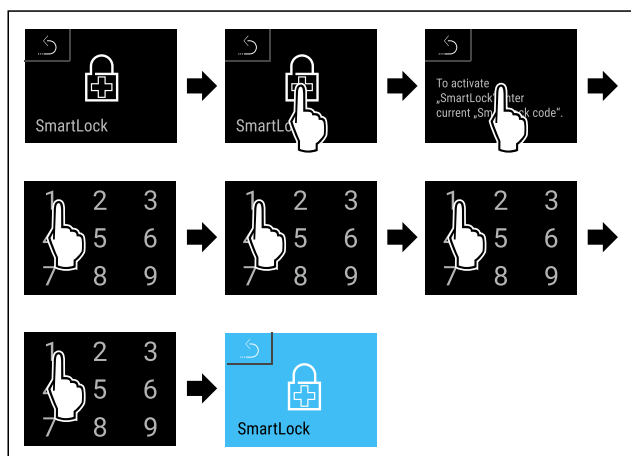 SmartLock
SmartLo
To activate
„SmartLock
current code".
1 2 3
5 6
7 8 9
1 2 3
5 6
7 8 9
1 2 3
5 6
7 8 9
1 2 3
5 6
7 8 9
SmartLock